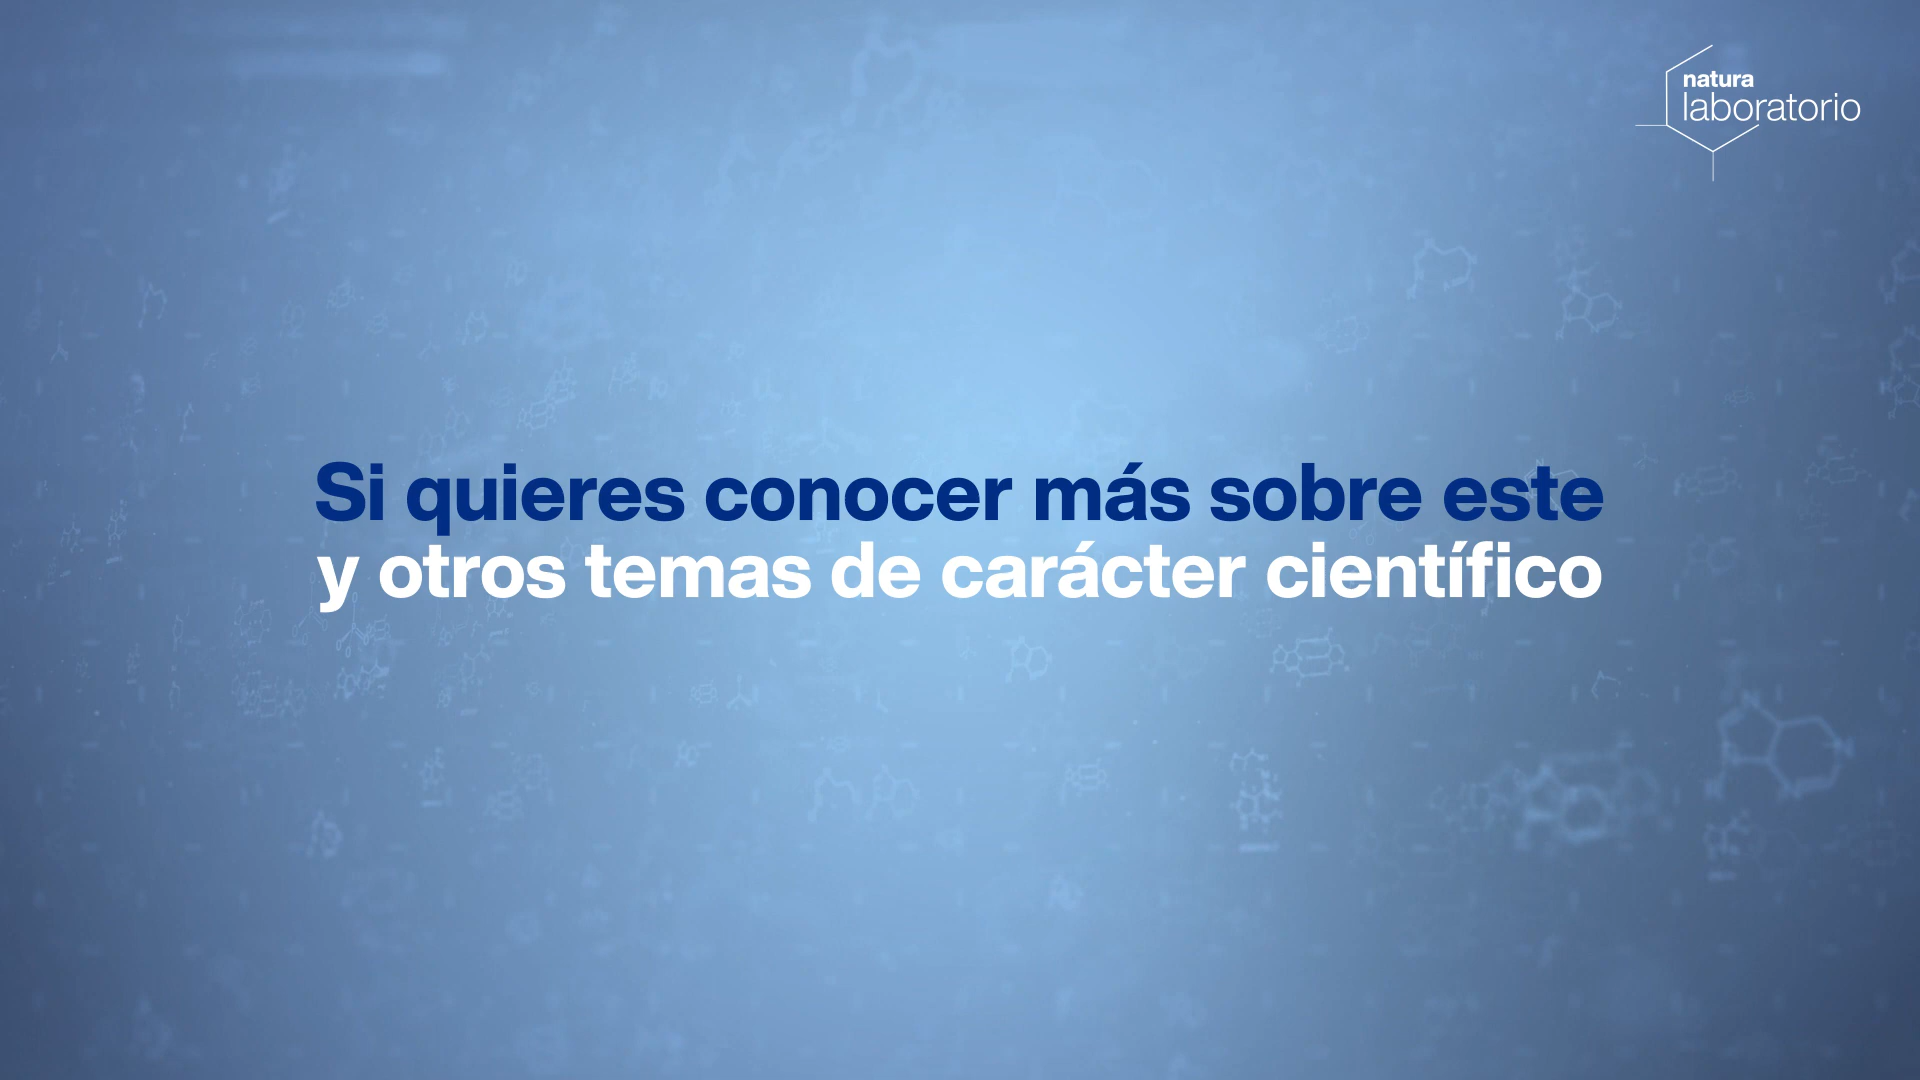 natura
laboratorio
Si quieres conocer más sobre este
y otros temas de carácter científico